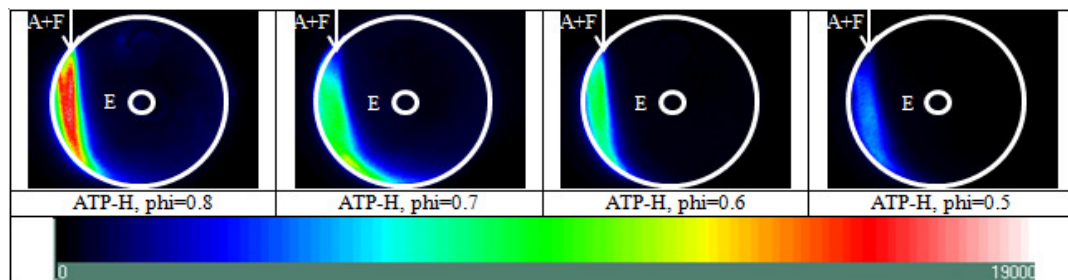 A+F A+F A+F A+F
E E E E
ATP-H, phi=0.8 ATP-H, phi=0.7 ATP-H, phi=0.6 ATP-H, phi=0.5
0 19000